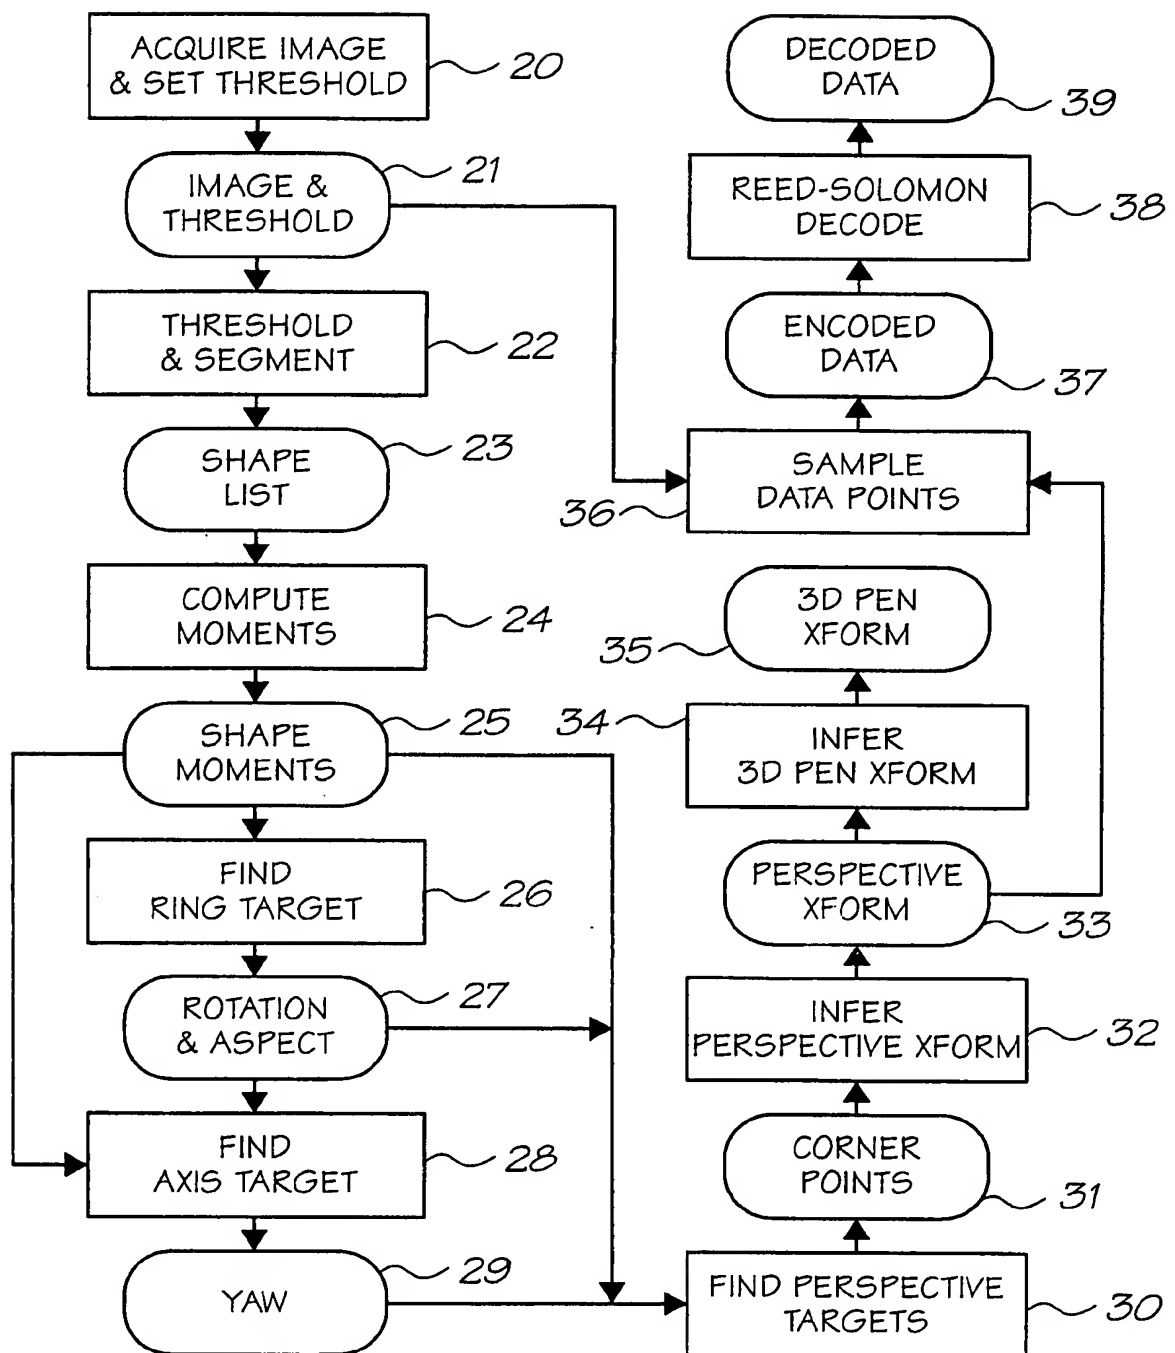 ACQUIRE IMAGE
& SET THRESHOLD
20
IMAGE &
THRESHOLD
21
THRESHOLD
& SEGMENT
22
SHAPE
LIST
23
COMPUTE
MOMENTS
24
SHAPE
MOMENTS
25
FIND
RING TARGET
26
ROTATION
& ASPECT
27
FIND
AXIS TARGET
28
YAW
29
DECODED
DATA
39
REED-SOLOMON
DECODE
38
ENCODED
DATA
37
SAMPLE
DATA POINTS
36
3D PEN
XFORM
35
INFER
3D PEN XFORM
34
PERSPECTIVE
XFORM
33
INFER
PERSPECTIVE XFORM
32
CORNER
POINTS
31
FIND PERSPECTIVE
TARGETS
30